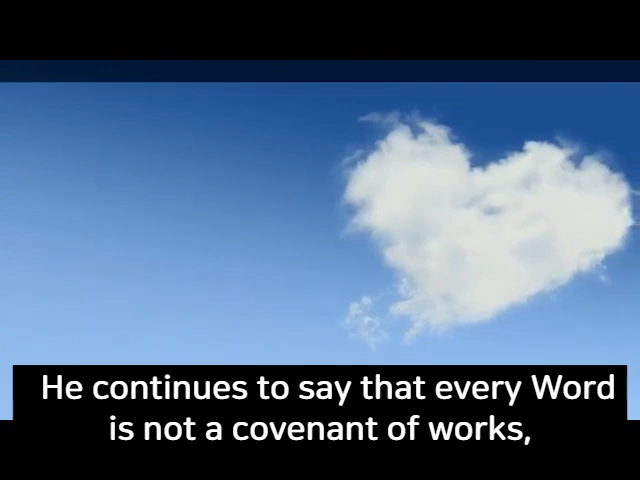 He continues to say that every Word
is not a covenant of works,